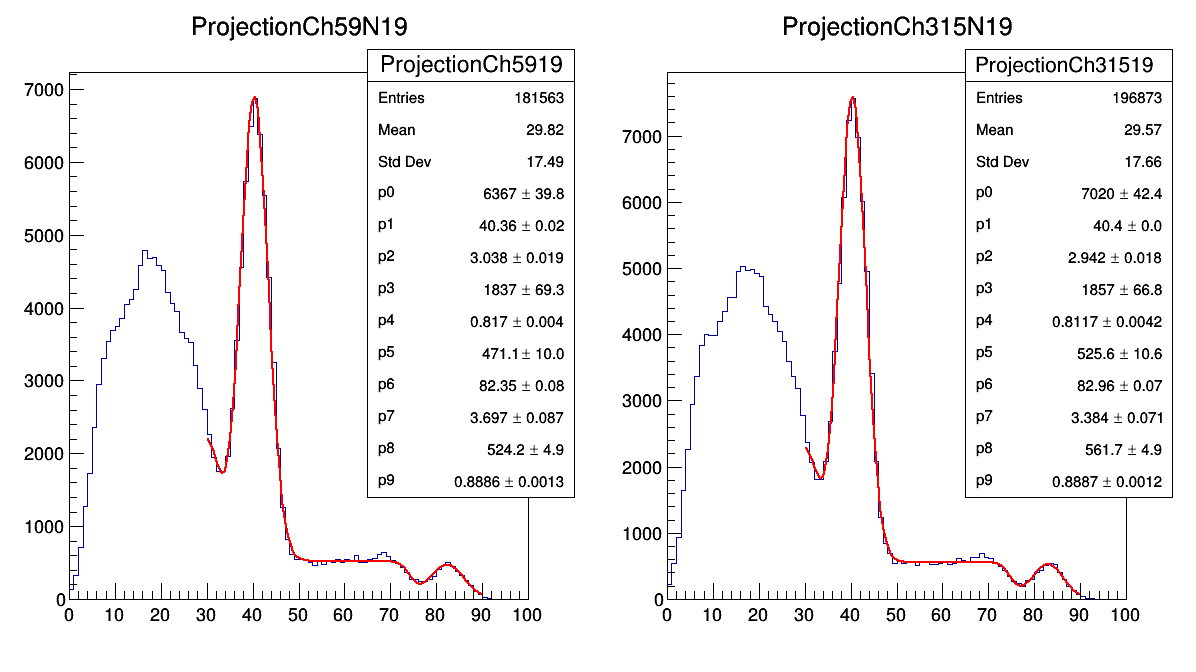 ProjectionCh59N19
ProjectionCh5919
Entries 181563
Mean 29.82
Std Dev 17.49
p0 6367 ± 39.8
p1 40.36 ± 0.02
p2 3.038 ± 0.019
p3 1837 ± 69.3
p4 0.817 ± 0.004
p5 471.1 ± 10.0
p6 82.35 ± 0.08
p7 3.697 ± 0.087
p8 524.2 ± 4.9
p9 0.8886 ± 0.0013
7000
6000
5000
4000
3000
2000
1000
0
0 10 20 30 40 50 60 70 80 90 100
ProjectionCh315N19
ProjectionCh31519
Entries 196873
Mean 29.57
Std Dev 17.66
p0 7020 ± 42.4
p1 40.4 ± 0.0
p2 2.942 ± 0.018
p3 1857 ± 66.8
p4 0.8117 ± 0.0042
p5 525.6 ± 10.6
p6 82.96 ± 0.07
p7 3.384 ± 0.071
p8 561.7 ± 4.9
p9 0.8887 ± 0.0012
7000
6000
5000
4000
3000
2000
1000
0
0 10 20 30 40 50 60 70 80 90 100